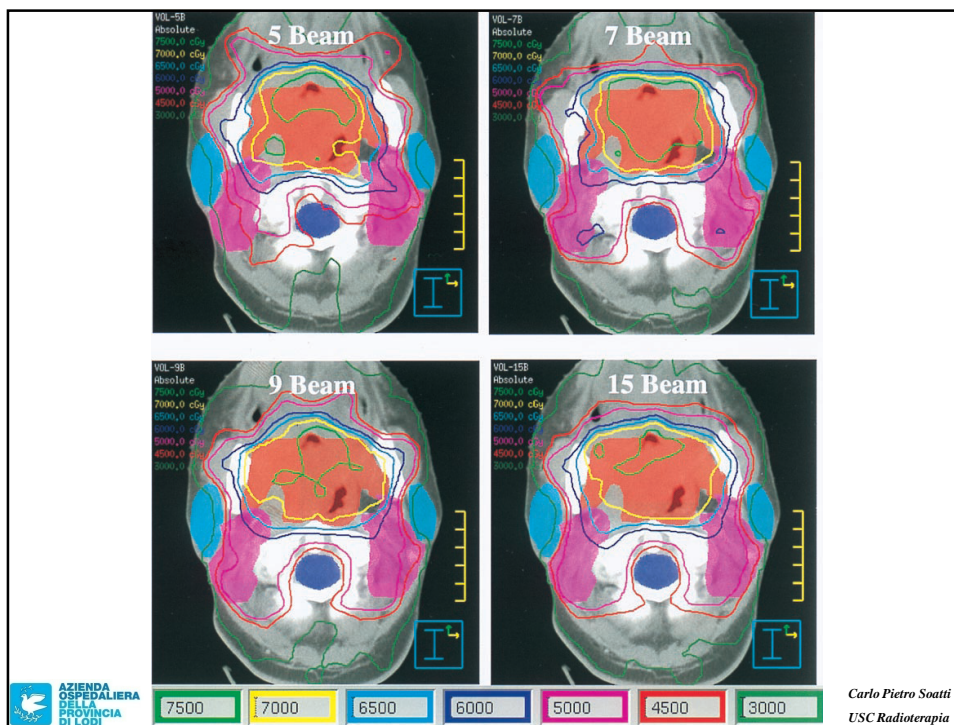 VOL-5B
Absolute
7500,0 cGy
7000,0 cGy
6500,0 cGy
6000,0 cGy
5000,0 cGy
4500,0 cGy
3000,0 cGy
5 Beam
VOL-7B
Absolute
7500,0 cGy
7000,0 cGy
6500,0 cGy
6000,0 cGy
5000,0 cGy
4500,0 cGy
3000,0 cGy
7 Beam
VOL-9B
Absolute
7500,0 cGy
7000,0 cGy
6500,0 cGy
6000,0 cGy
5000,0 cGy
4500,0 cGy
3000,0 cGy
9 Beam
VOL-15B
Absolute
7500,0 cGy
7000,0 cGy
6500,0 cGy
6000,0 cGy
5000,0 cGy
4500,0 cGy
3000,0 cGy
15 Beam
AZIENDA
OSPEDALIERA
DELLA
PROVINCIA
DI LODI
7500 7000 6500 6000 5000 4500 3000
Carlo Pietro Soatti
USC Radioterapia